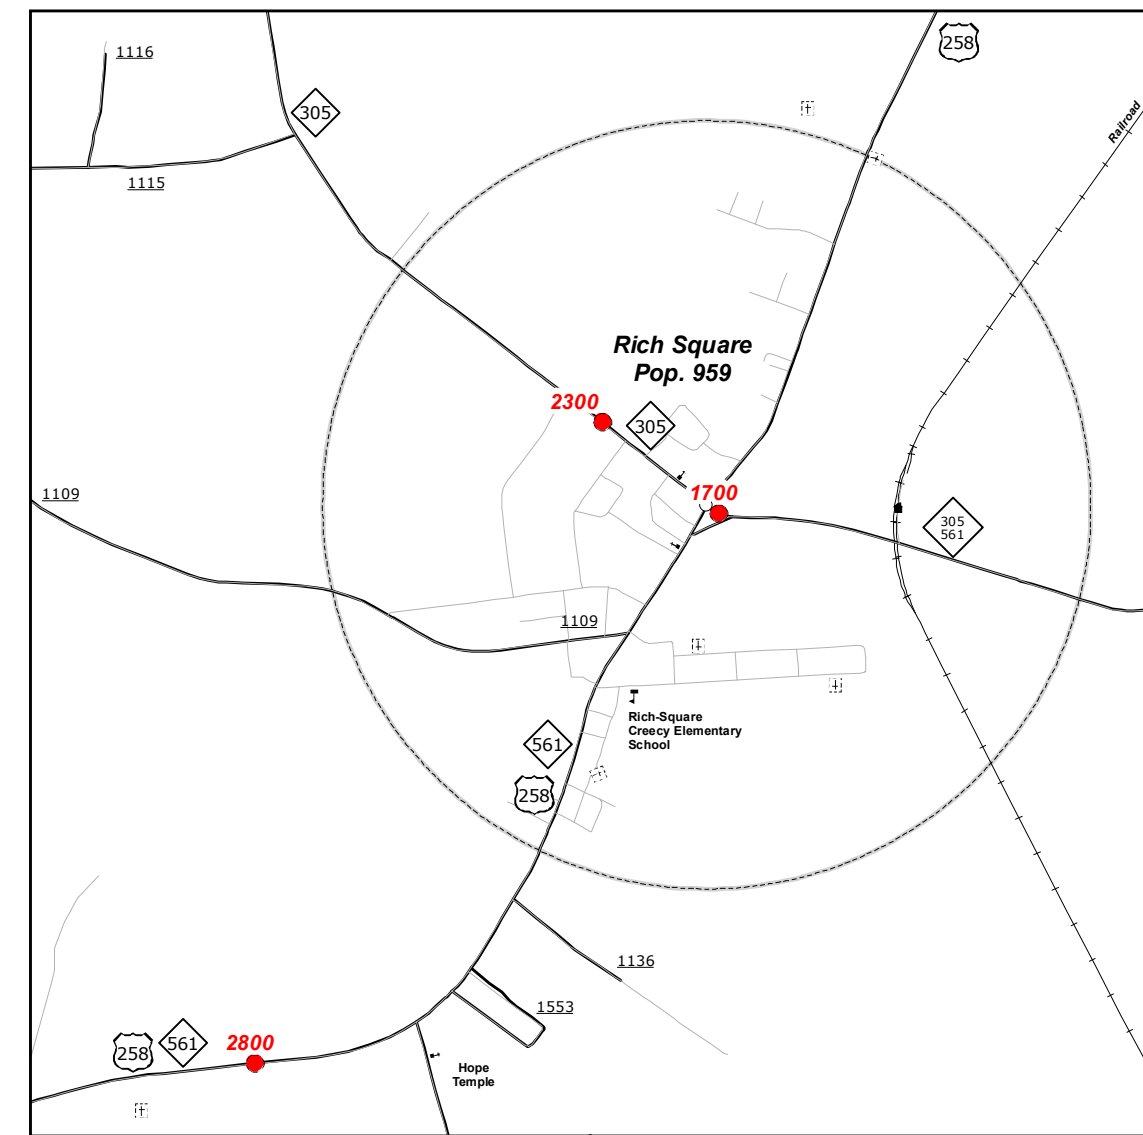 1116
258
305
Railroad
1115
Rich Square
Pop. 959
2300
305
1109
1700
305
561
1109
Rich-Square
Creecy Elementary
School
561
258
1136
1553
258
561
2800
Hope
Temple